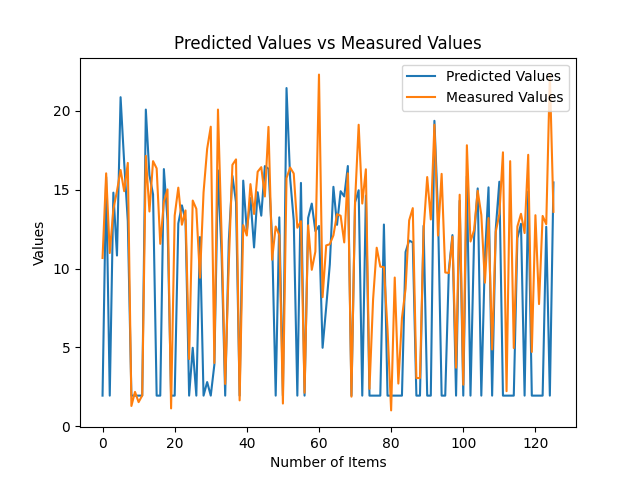 Predicted Values vs Measured Values
Predicted Values
Measured Values
20
15
10
5
0
Values
0 20 40 60 80 100 120
Number of Items